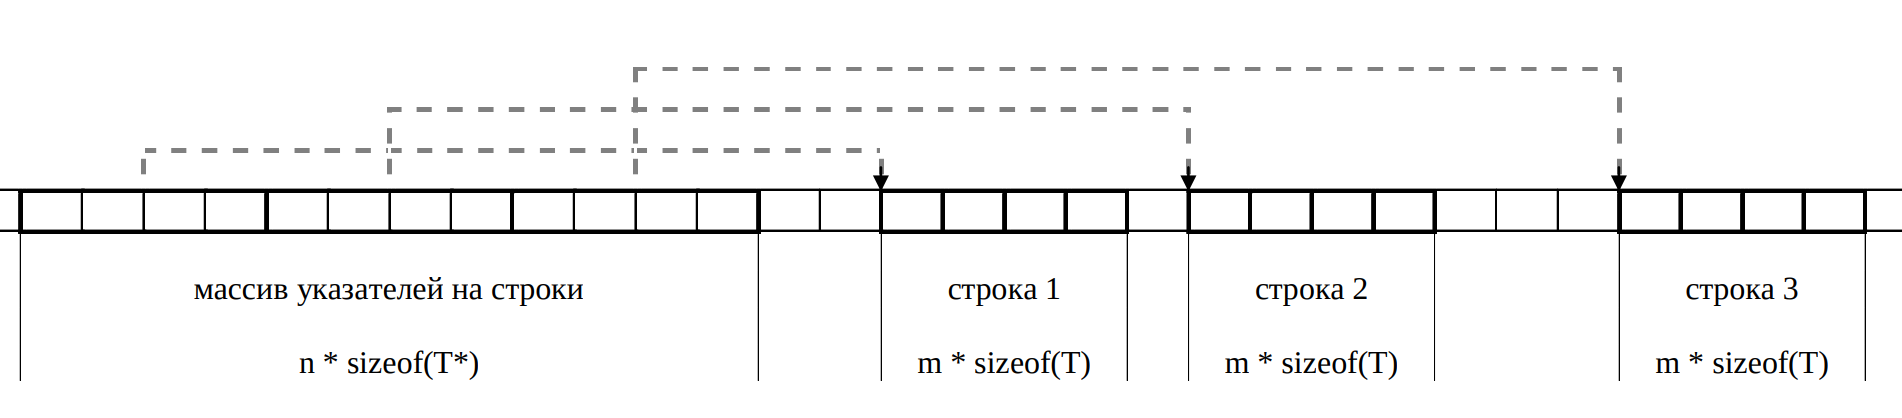 массив указателей на строки
строка 1
строка 2
строка 3
n * sizeof(T*)
m * sizeof(T)
m * sizeof(T)
m * sizeof(T)